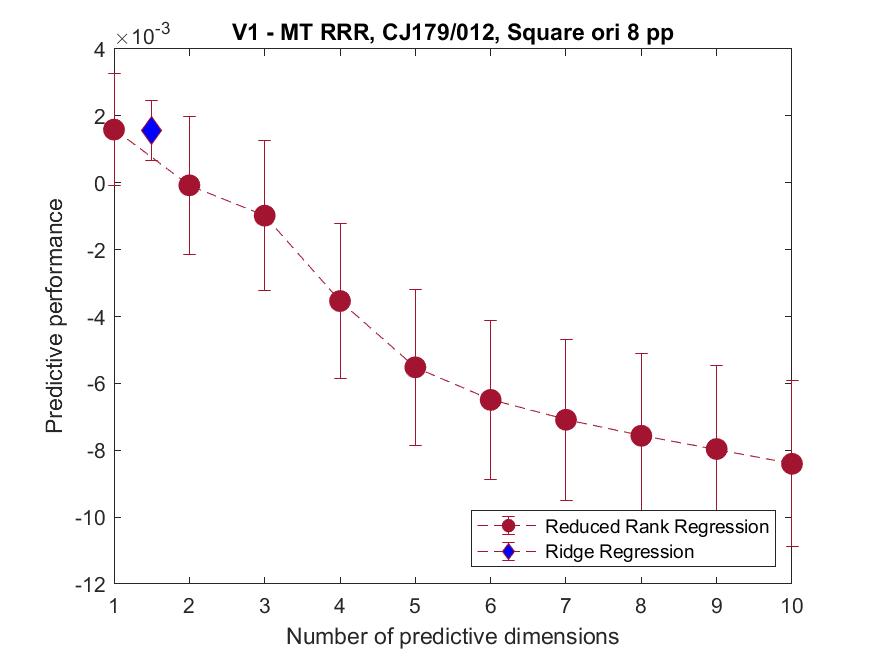 ×10⁻³
V1 - MT RRR, CJ179/012, Square ori 8 pp
4
2
0
-2
-4
-6
-8
-10
-12
Predictive performance
1 2 3 4 5 6 7 8 9 10
Number of predictive dimensions
Reduced Rank Regression
Ridge Regression